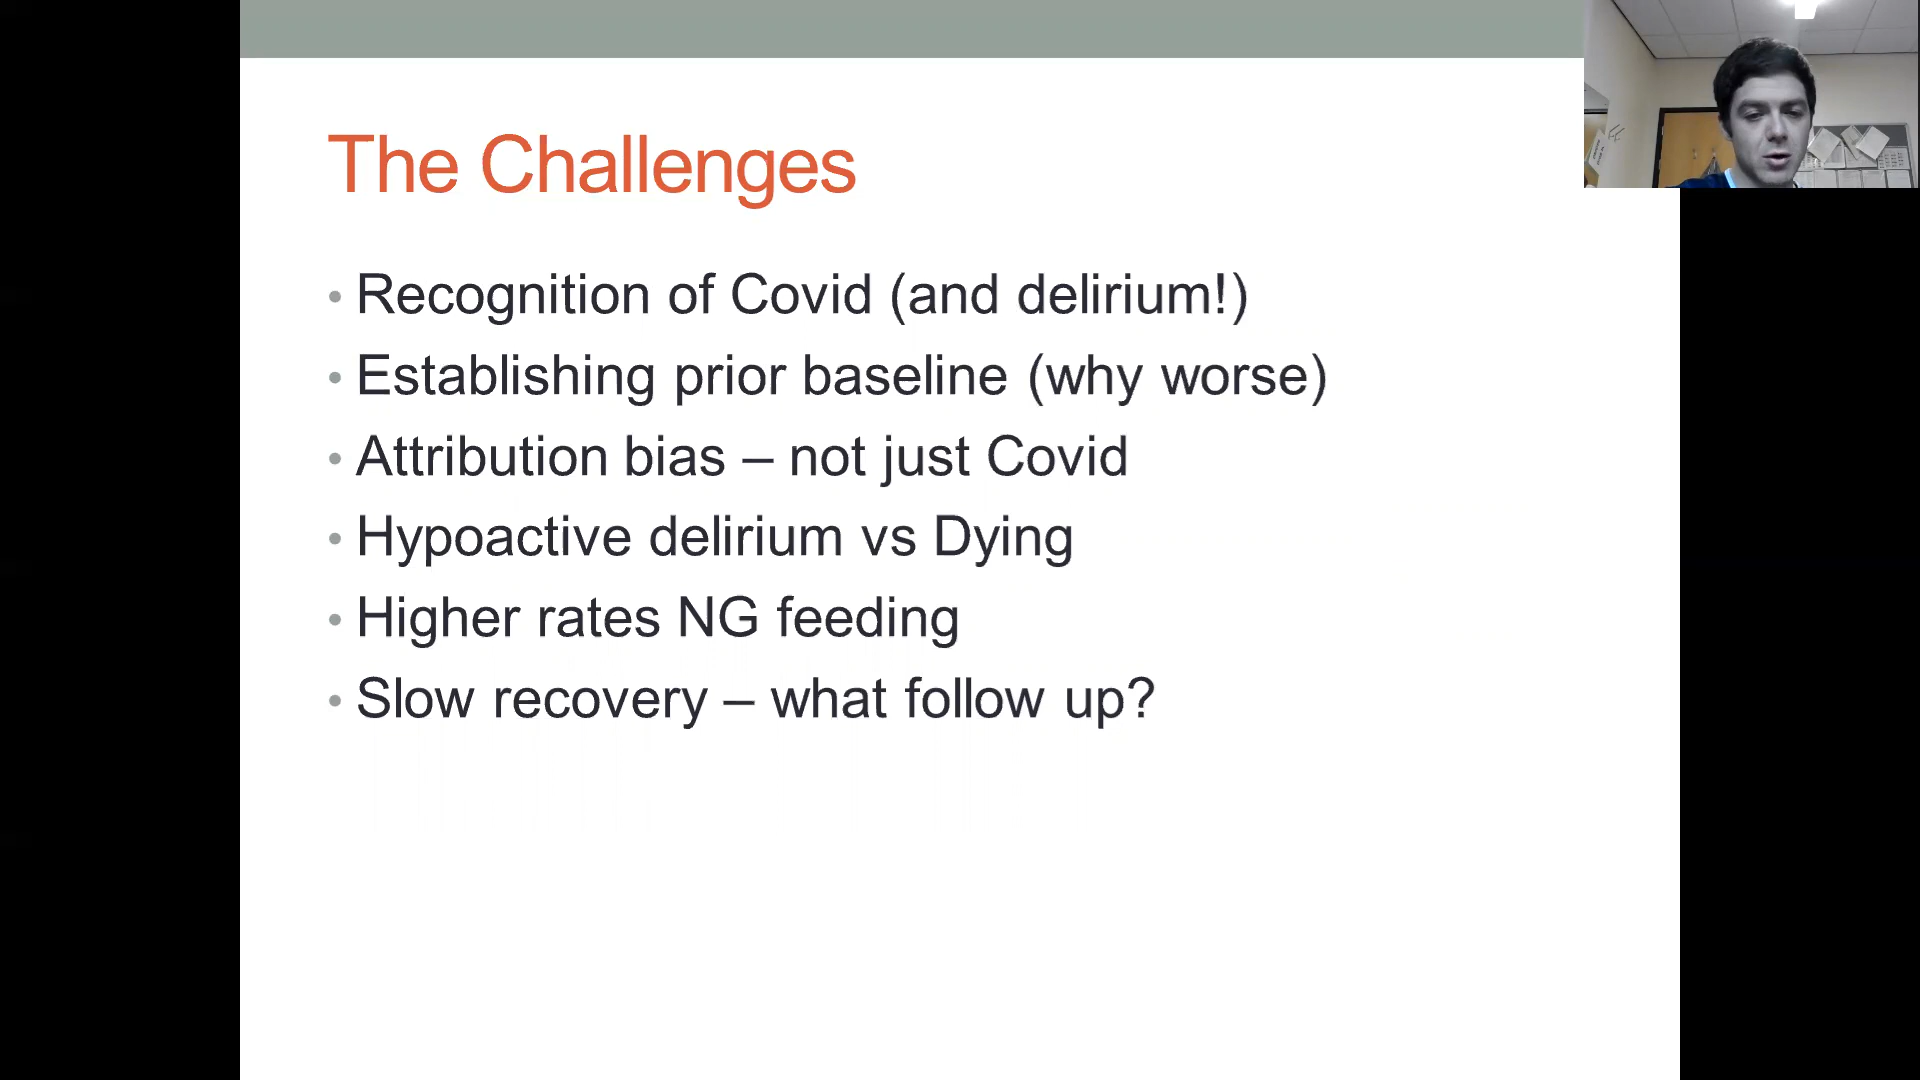 The Challenges
• Recognition of Covid (and delirium!)
• Establishing prior baseline (why worse)
• Attribution bias – not just Covid
• Hypoactive delirium vs Dying
• Higher rates NG feeding
• Slow recovery – what follow up?